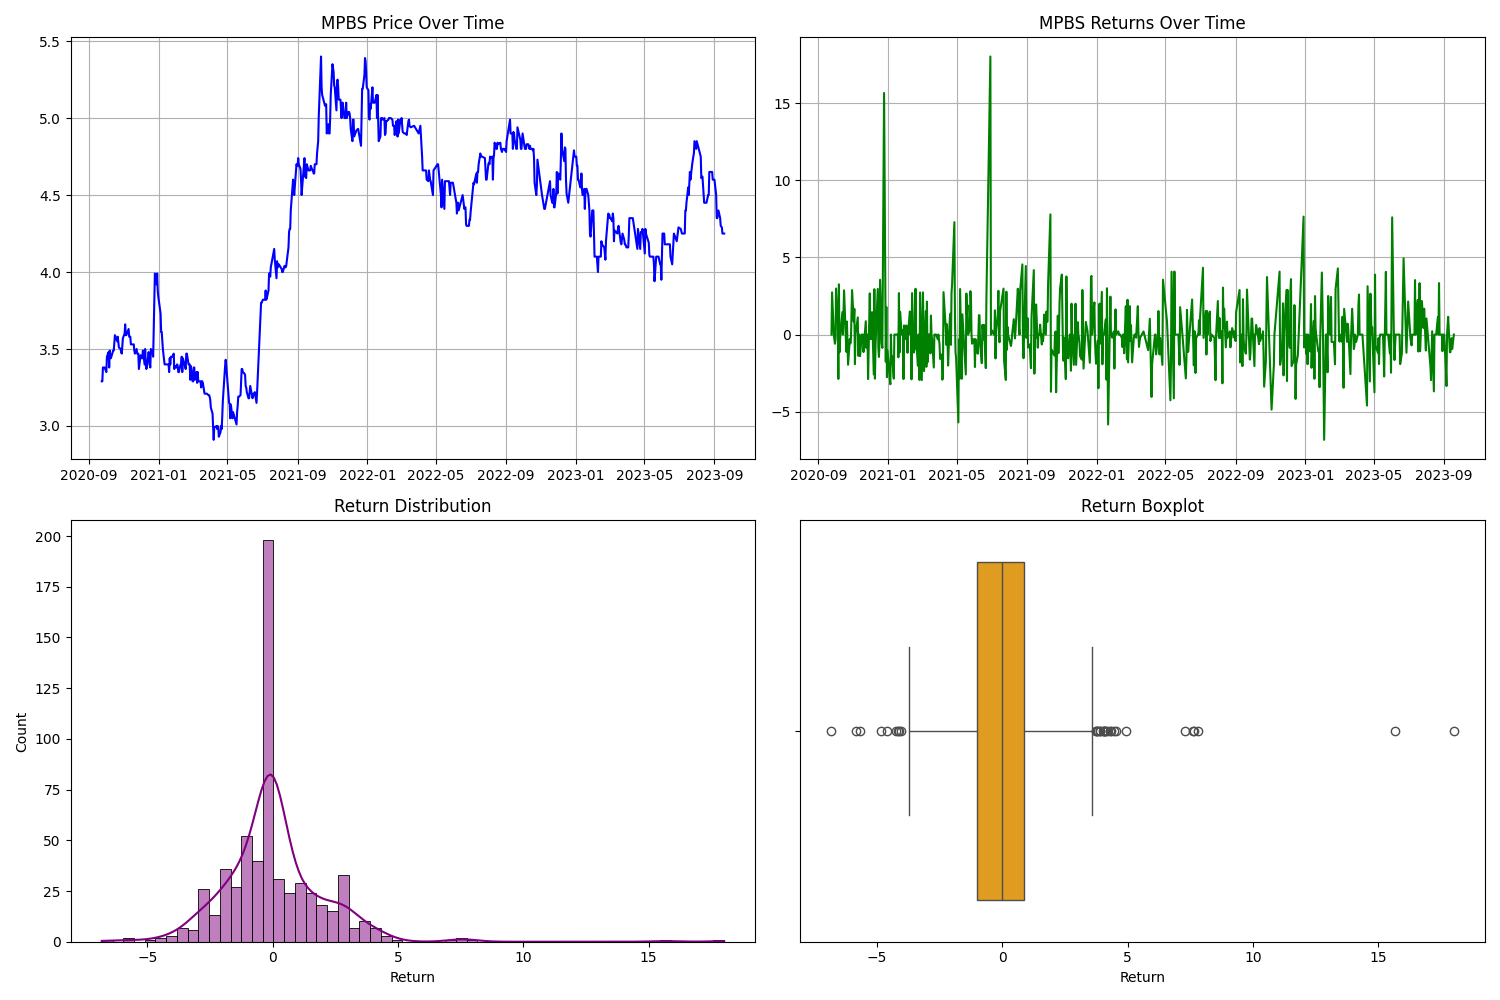 MPBS Price Over Time
5.5
5.0
4.5
4.0
3.5
3.0
2020-09 2021-01 2021-05 2021-09 2022-01 2022-05 2022-09 2023-01 2023-05 2023-09
MPBS Returns Over Time
15
10
5
0
−5
2020-09 2021-01 2021-05 2021-09 2022-01 2022-05 2022-09 2023-01 2023-05 2023-09
Return Distribution
Count
200
175
150
125
100
75
50
25
0
−5 0 5 10 15
Return
Return Boxplot
−5 0 5 10 15
Return